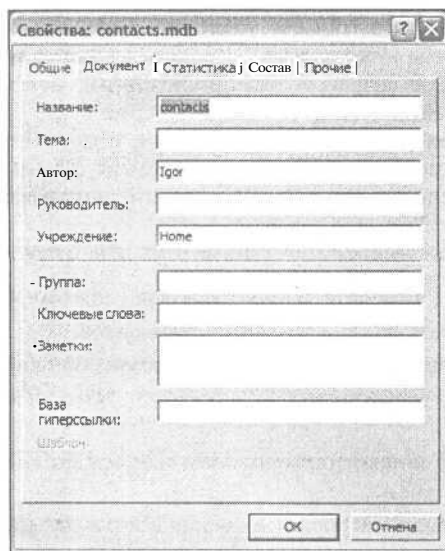 Свойства: contacts.mdb
Общие Документ I Статистика j Состав | Прочие |
Название: contacts
Тема:
Автор: Igor
Руководитель:
Учреждение: Home
Группа:
Ключевые слова:
Заметки:
База
гиперссылки:
Шаблон
OK Отмена